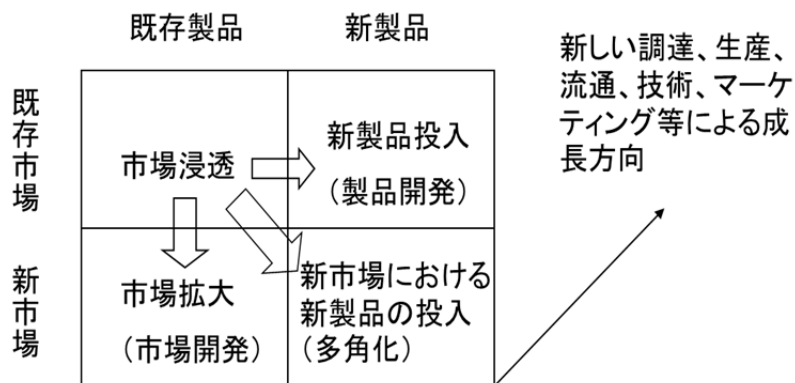 既存製品
新製品
既存市場
市場浸透
新製品投入
（製品開発）
新市場
市場拡大
（市場開発）
新市場における
新製品の投入
（多角化）
新しい調達、生産、
流通、技術、マーケ
ティング等による成
長方向